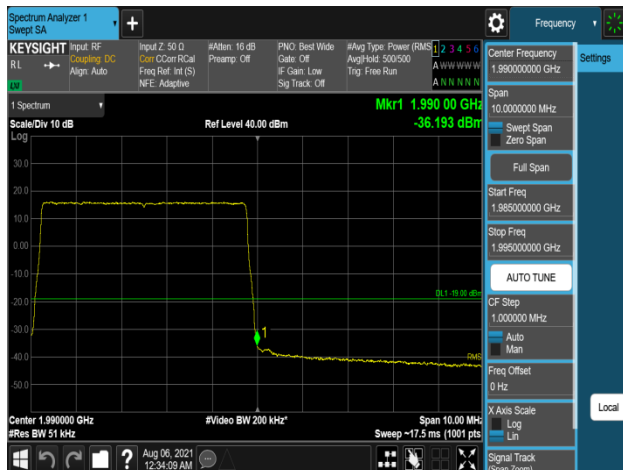 Spectrum Analyzer 1
Swept SA
Frequency
KEYSIGHT
RL
Input: RF
Coupling: DC
Align: Auto
Input Z: 50 Ω
Corr CCorr RCal
Freq Ref: Int (S)
NFE: Adaptive
#Atten: 16 dB
Preamp: Off
PNO: Best Wide
Gate: Off
IF Gain: Low
Sig Track: Off
#Avg Type: Power (RMS
Avg|Hold: 500/500
Trig: Free Run
1 2 3 4 5 6
A W W W W W
A N N N N N
1 Spectrum
Scale/Div 10 dB
Ref Level 40.00 dBm
Mkr1 1.990 00 GHz
-36.193 dBm
Log
30.0
20.0
10.0
0.00
-10.0
-20.0
-30.0
-40.0
-50.0
DL1 -19.00 dBm
1
RMS
Center 1.990000 GHz
#Res BW 51 kHz
#Video BW 200 kHz*
Span 10.00 MHz
Sweep ~17.5 ms (1001 pts)
?
Aug 06, 2021
12:34:09 AM
Center Frequency
1.990000000 GHz
Span
10.0000000 MHz
Swept Span
Zero Span
Full Span
Start Freq
1.985000000 GHz
Stop Freq
1.995000000 GHz
AUTO TUNE
CF Step
1.000000 MHz
Auto
Man
Freq Offset
0 Hz
X Axis Scale
Log
Lin
Signal Track
(Span Zoom)
Settings
Local